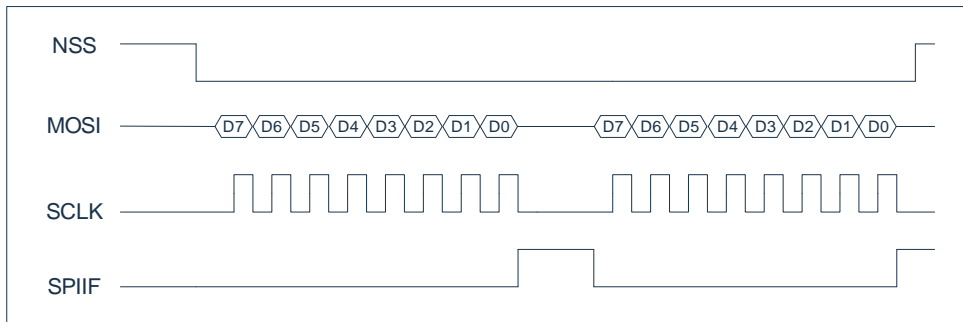 NSS
MOSI D7 D6 D5 D4 D3 D2 D1 D0 D7 D6 D5 D4 D3 D2 D1 D0
SCLK
SPIIF